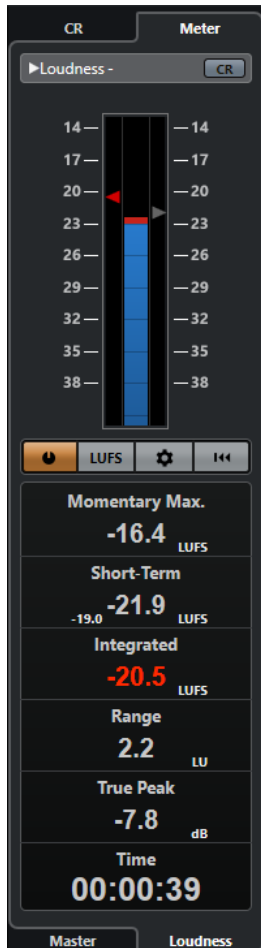 CR Meter
▶Loudness - CR
14 14
17 17
20 20
23 23
26 26
29 29
32 32
35 35
38 38
LUFS
Momentary Max.
-16.4 LUFS
Short-Term
-19.0 -21.9 LUFS
Integrated
-20.5 LUFS
Range
2.2 LU
True Peak
-7.8 dB
Time
00:00:39
Master Loudness